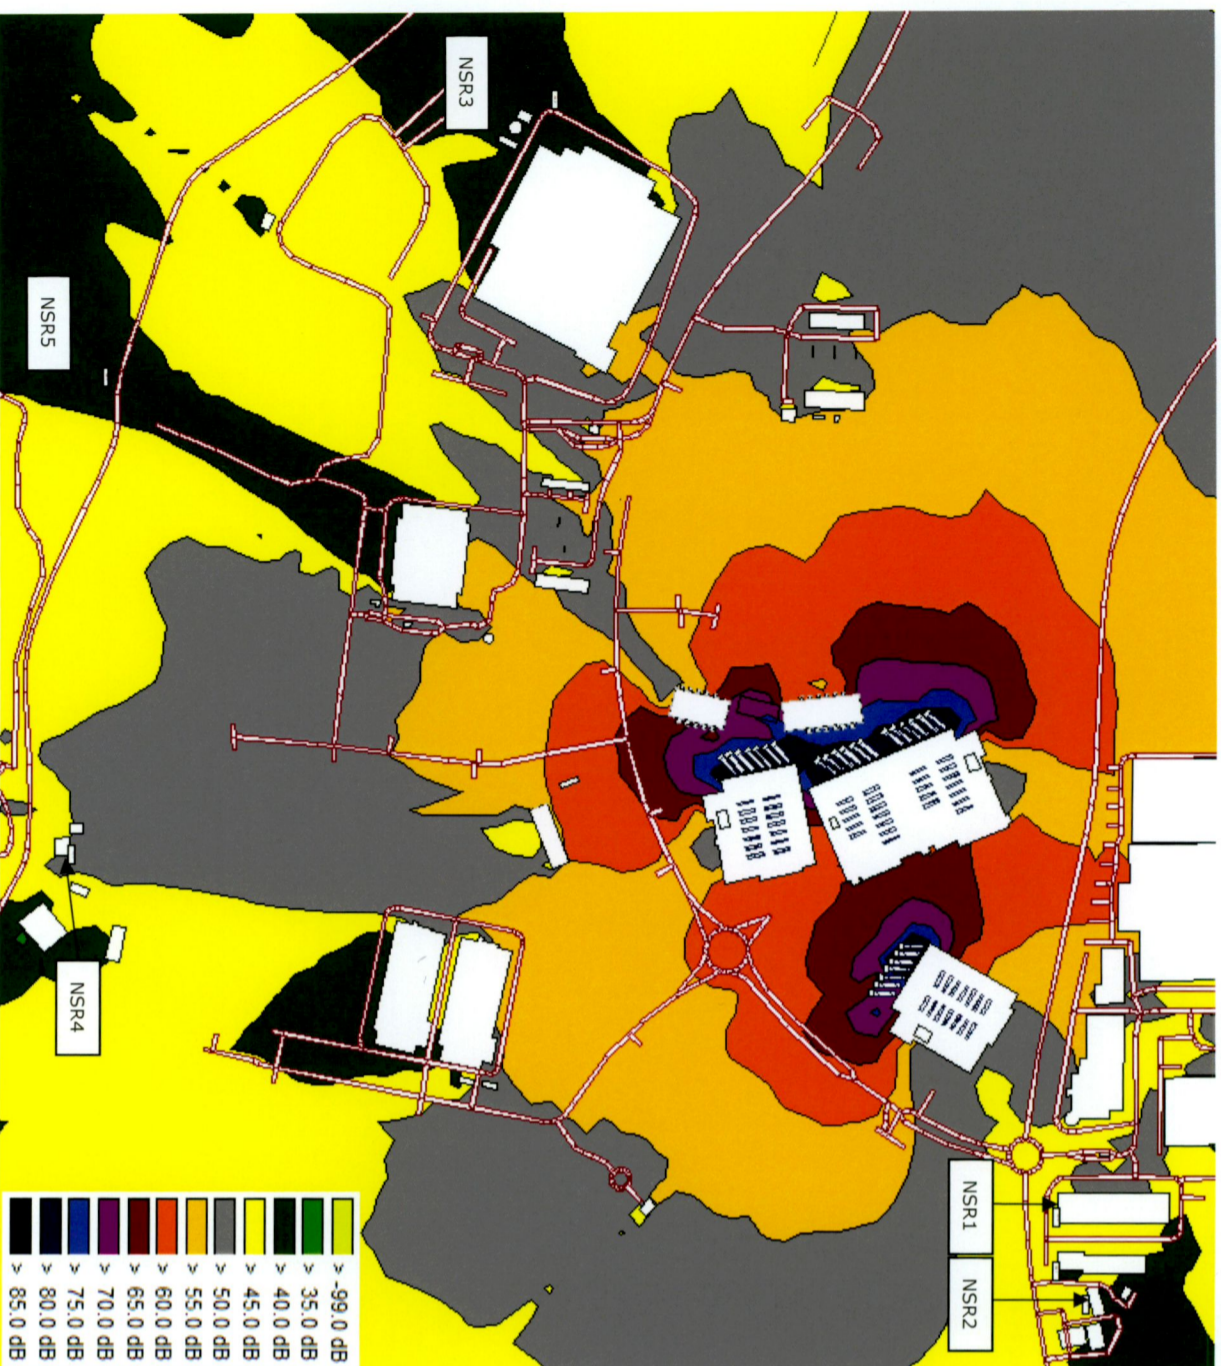 NSR3
NSR5
NSR4
NSR1
NSR2
> -99.0 dB
> 35.0 dB
> 40.0 dB
> 45.0 dB
> 50.0 dB
> 55.0 dB
> 60.0 dB
> 65.0 dB
> 70.0 dB
> 75.0 dB
> 80.0 dB
> 85.0 dB